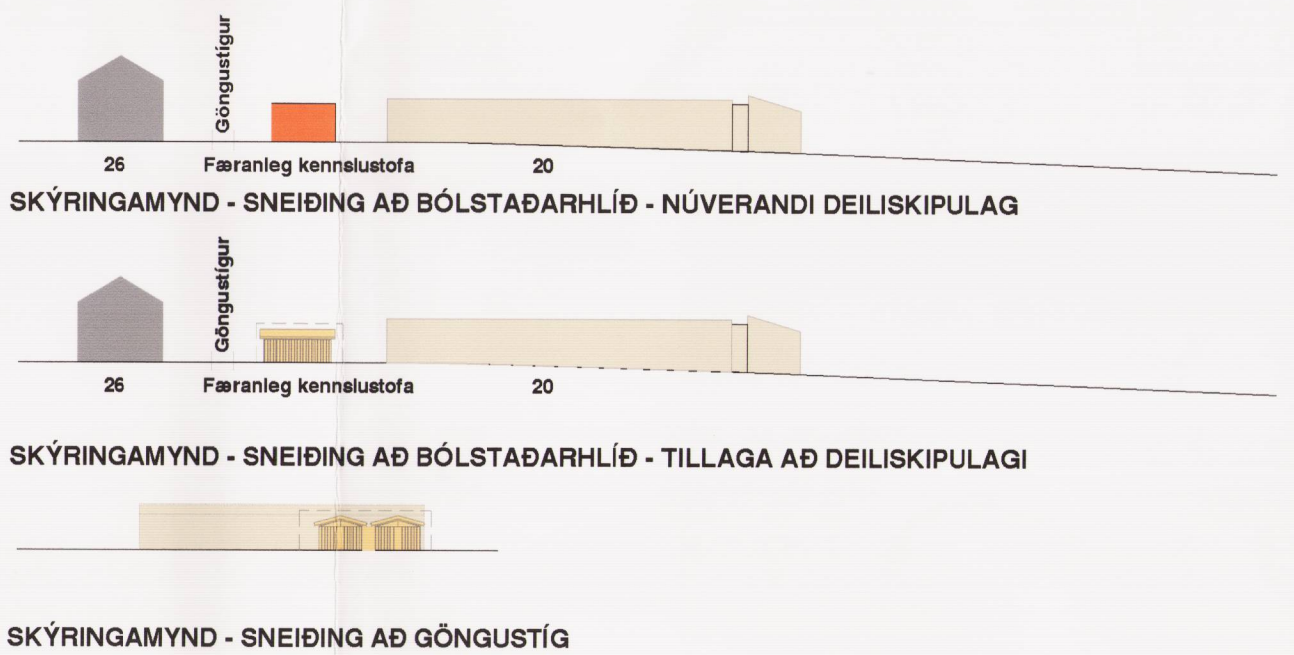 Göngustígur
26 Færanleg kennslustofa 20
SKÝRINGAMYND - SNEIÐING AÐ BÓLSTAÐARHLÍÐ - NÚVERANDI DEILISKIPULAG
Göngustígur
26 Færanleg kennslustofa 20
SKÝRINGAMYND - SNEIÐING AÐ BÓLSTAÐARHLÍÐ - TILLAGA AÐ DEILISKIPULAGI
SKÝRINGAMYND - SNEIÐING AÐ GÖNGUSTÍG